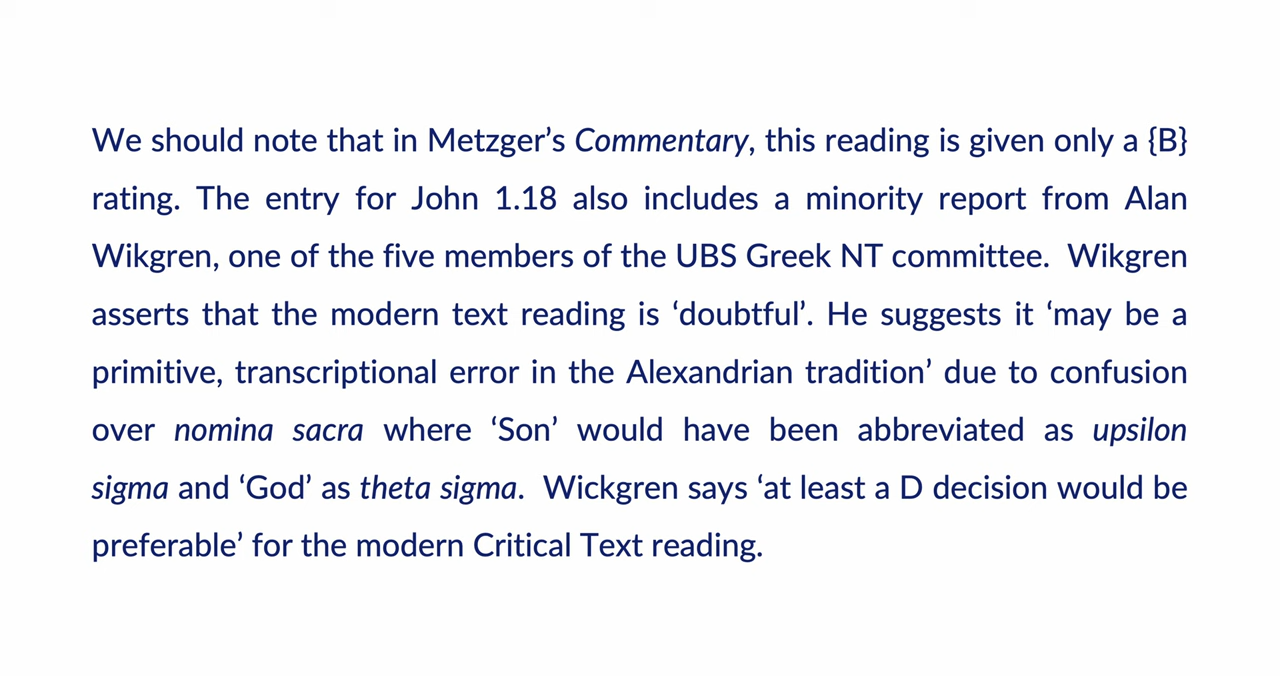 We should note that in Metzger’s Commentary, this reading is given only a {B}
rating. The entry for John 1.18 also includes a minority report from Alan
Wikgren, one of the five members of the UBS Greek NT committee.  Wikgren
asserts that the modern text reading is ‘doubtful’. He suggests it ‘may be a
primitive, transcriptional error in the Alexandrian tradition’ due to confusion
over nomina sacra where ‘Son’ would have been abbreviated as upsilon
sigma and ‘God’ as theta sigma.  Wickgren says ‘at least a D decision would be
preferable’ for the modern Critical Text reading.